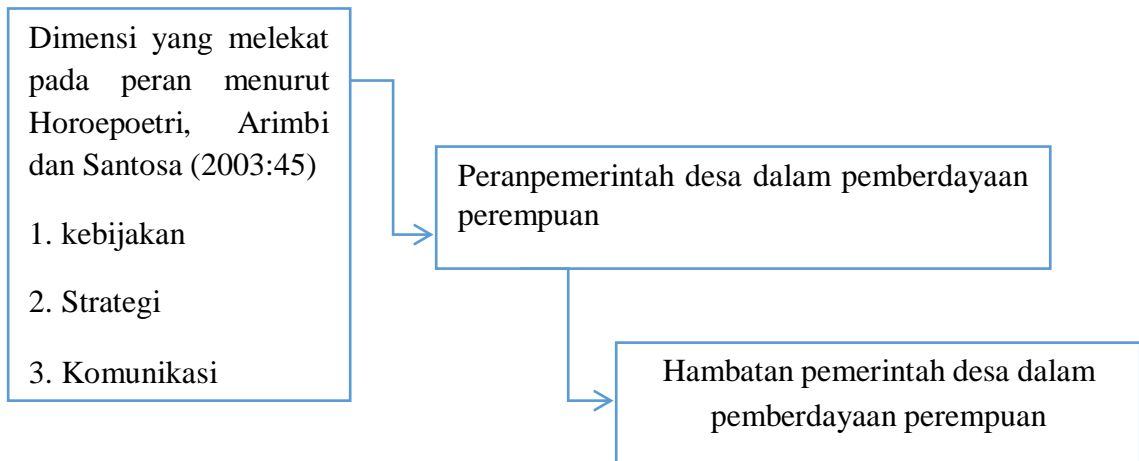 Dimensi yang melekat
pada peran menurut
Horoepoetri, Arimbi
dan Santosa (2003:45)
1. kebijakan
2. Strategi
3. Komunikasi
Peranpemerintah desa dalam pemberdayaan
perempuan
Hambatan pemerintah desa dalam
pemberdayaan perempuan